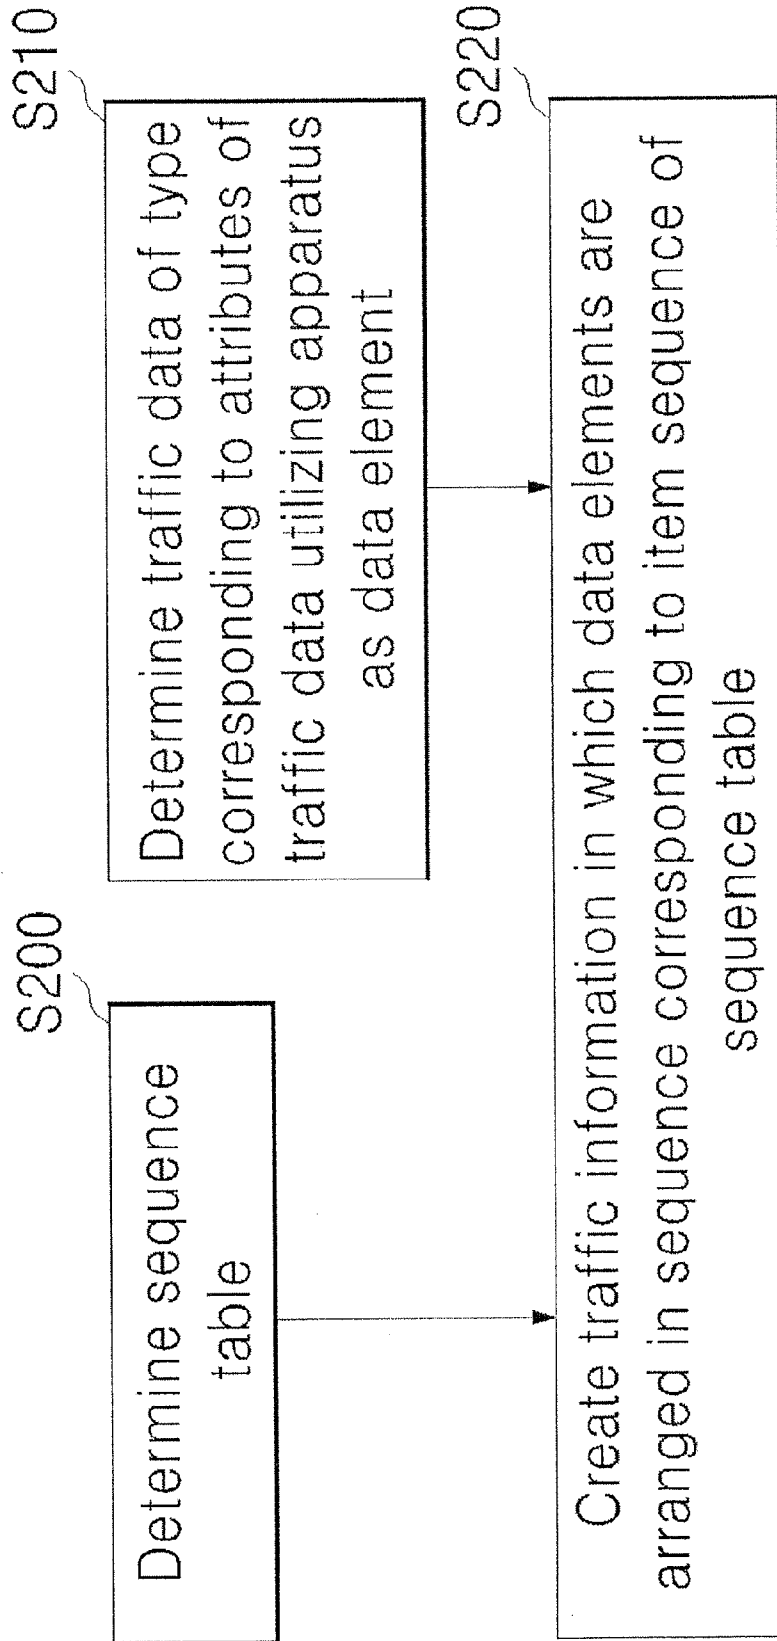 S200
Determine sequence
table
S210
Determine traffic data of type
corresponding to attributes of
traffic data utilizing apparatus
as data element
S220
Create traffic information in which data elements are
arranged in sequence corresponding to item sequence of
sequence table